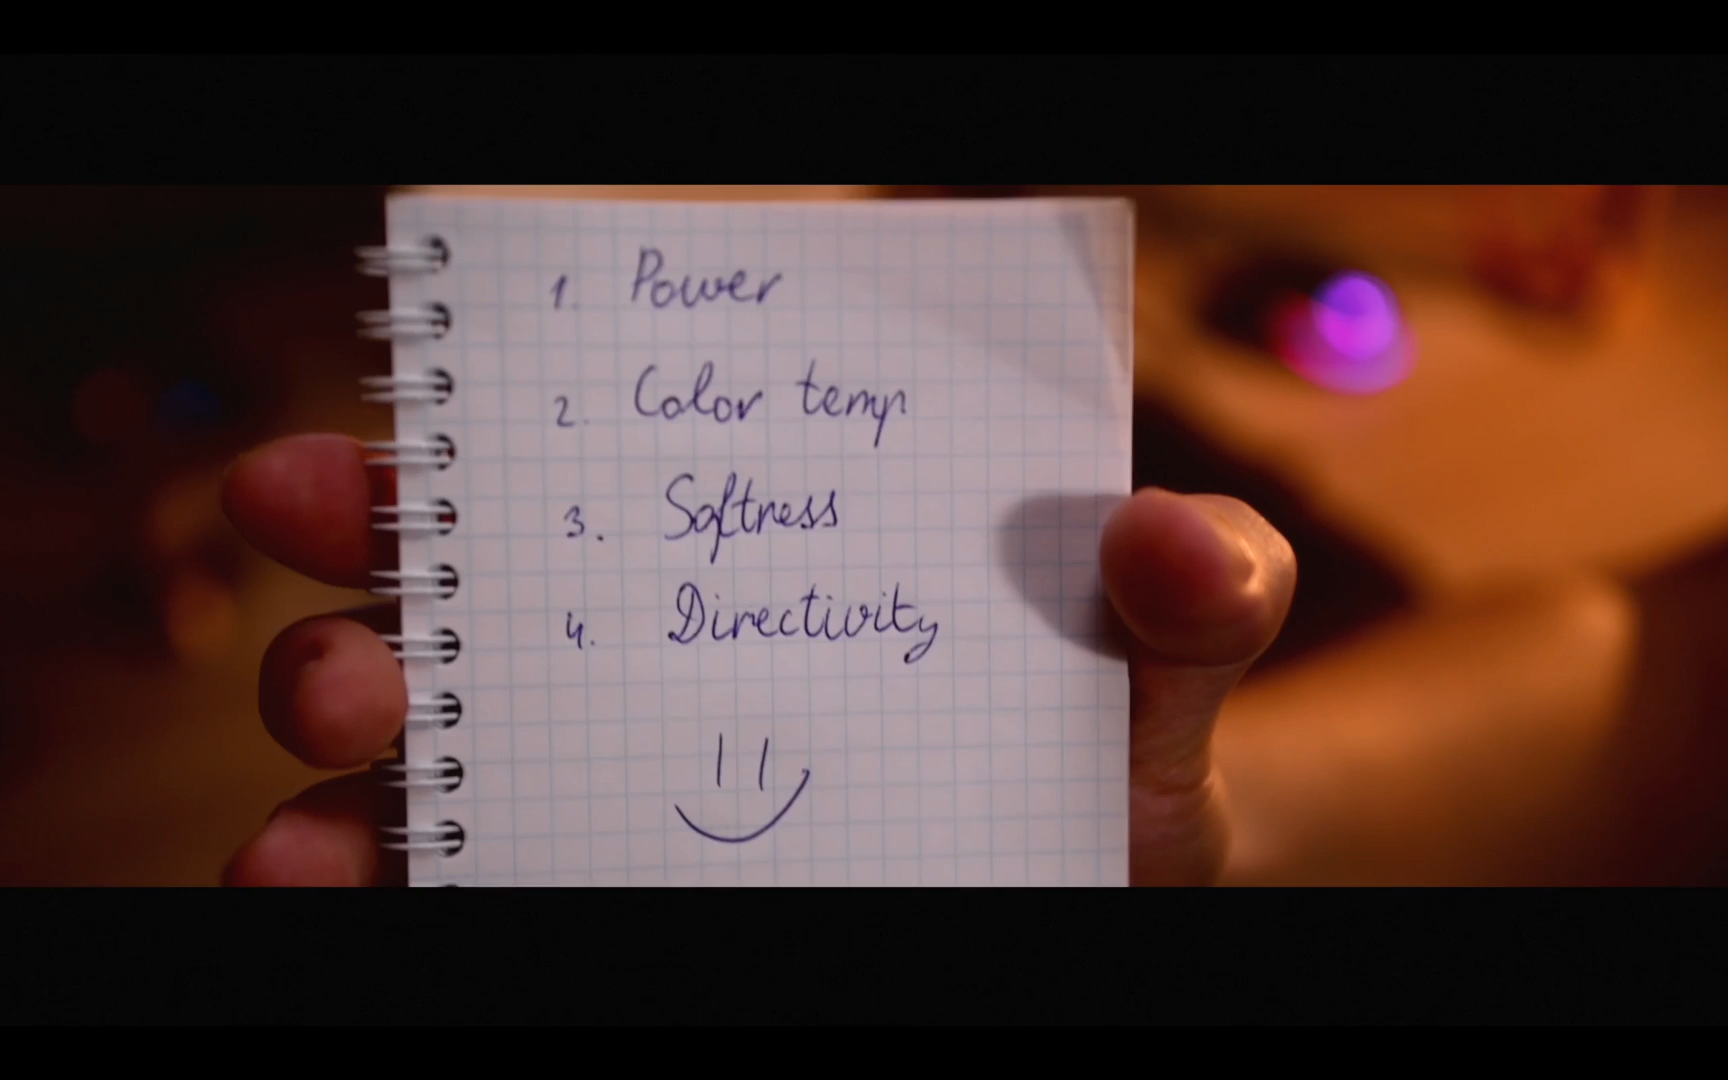 1. Power
2. Color temp
3. Softness
4. Directivity